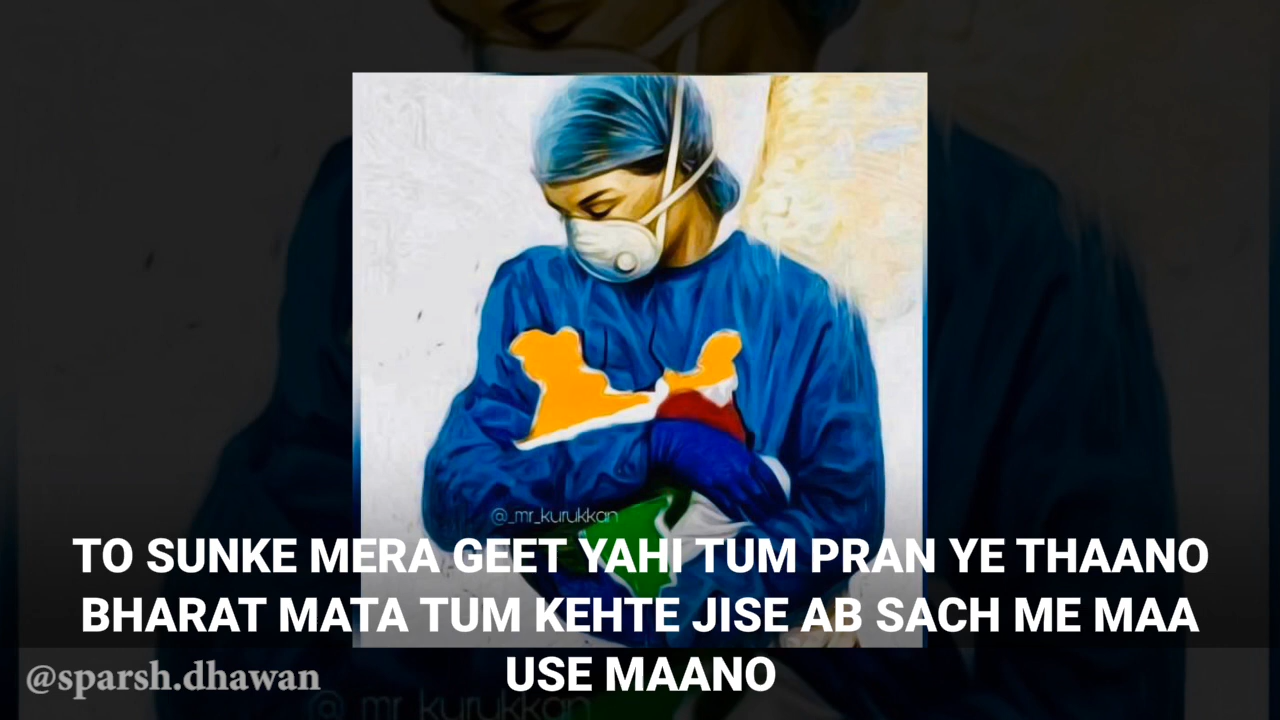 @_mr_kurukkan
TO SUNKE MERA GEET YAHI TUM PRAN YE THAANO
BHARAT MATA TUM KEHTE JISE AB SACH ME MAA
USE MAANO
@sparsh.dhawan
@_mr_kurukkan